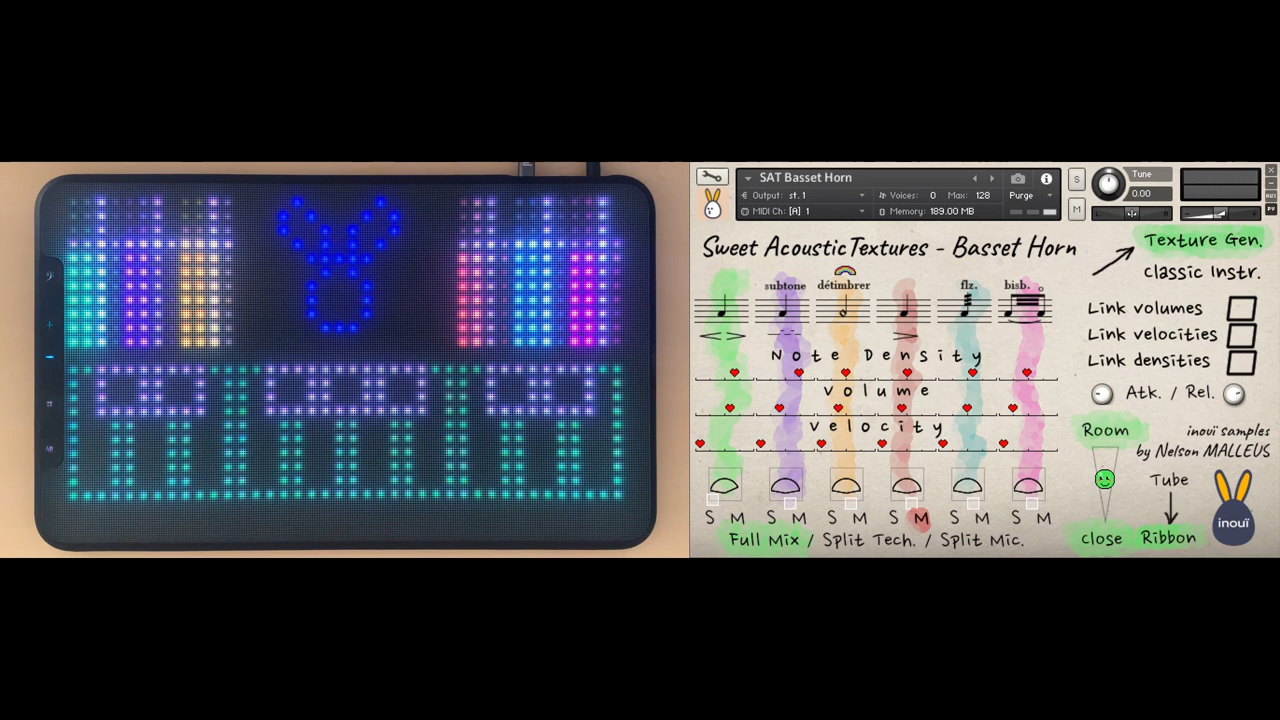 SAT Basset Horn
Output: st. 1 Voices: 0 Max: 128 Purge
MIDI Ch: [A] 1 Memory: 189.00 MB
S
M
Tune
0.00
L R
AUX
PV
Sweet Acoustic Textures - Basset Horn
Texture Gen.
Classic Instr.
subtone détimbrer flz. bisb.
Link volumes
Link velocities
Link densities
Note Density
Volume
Velocity
Atk. / Rel.
Room
inouï samples
by Nelson MALLEUS
Tube
inouï
S M S M S M S M S M S M
Full Mix / Split Tech. / Split Mic.
Close Ribbon